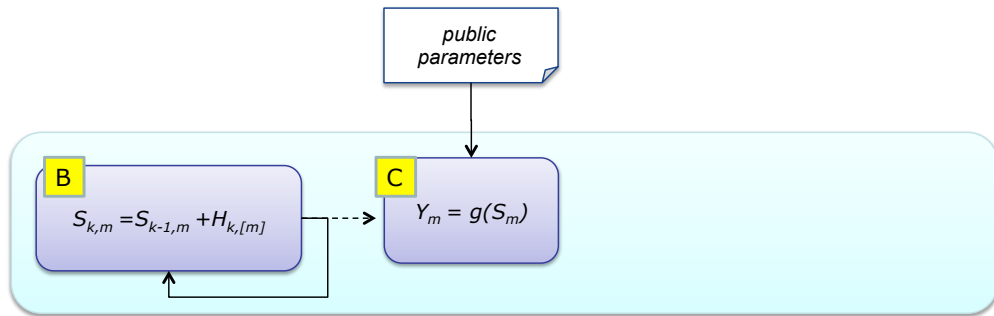 public
parameters
B
C
S_{k,m} =S_{k-1,m} +H_{k,[m]}
Y_m = g(S_m)